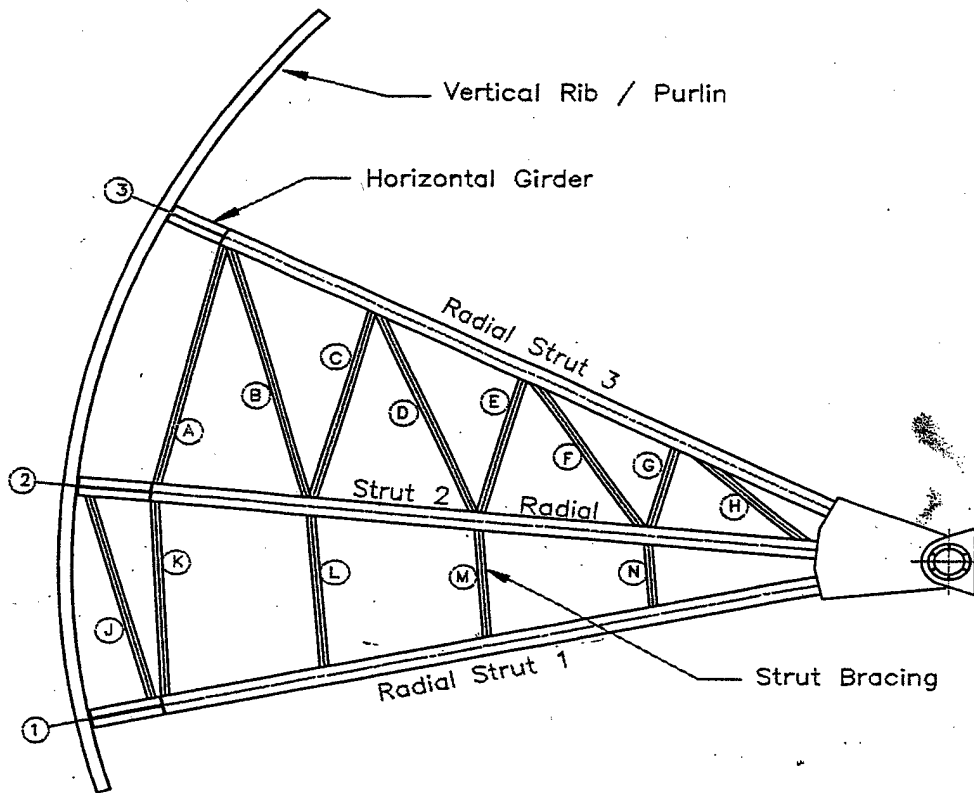 Vertical Rib / Purlin
Horizontal Girder
3
Radial Strut 3
C
B
E
D
A
F
G
2
Strut 2
Radial
H
K
L
M
N
J
Strut Bracing
Radial Strut 1
1